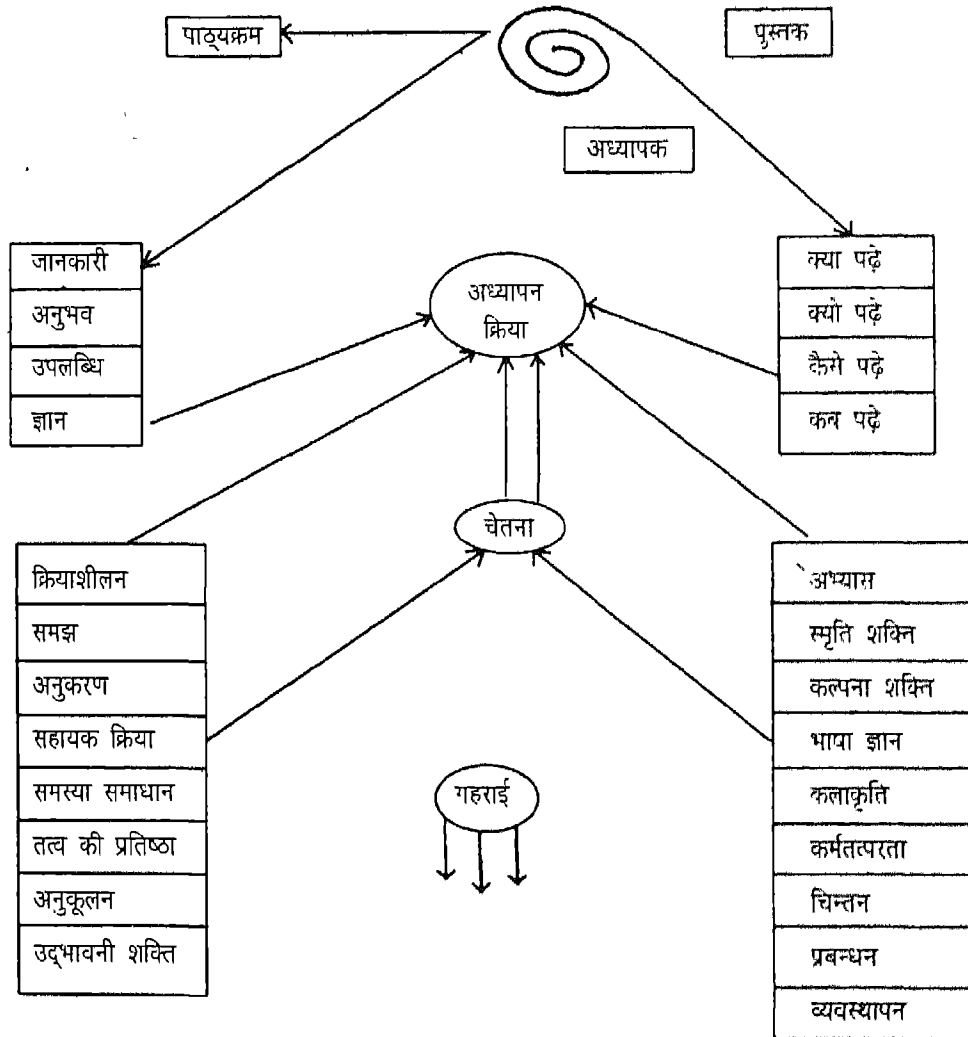 पाठ्यक्रम
पुस्तक
अध्यापक
जानकारी
अनुभव
उपलब्धि
ज्ञान
अध्यापन
क्रिया
क्या पढ़े
क्यो पढ़े
कैसे पढ़े
कब पढ़े
चेतना
क्रियाशीलन
समझ
अनुकरण
सहायक क्रिया
समस्या समाधान
तत्व की प्रतिष्ठा
अनुकूलन
उद्भावनी शक्ति
गहराई
अभ्यास
स्मृति शक्ति
कल्पना शक्ति
भाषा ज्ञान
कलाकृति
कर्मतत्परता
चिन्तन
प्रबन्धन
व्यवस्थापन